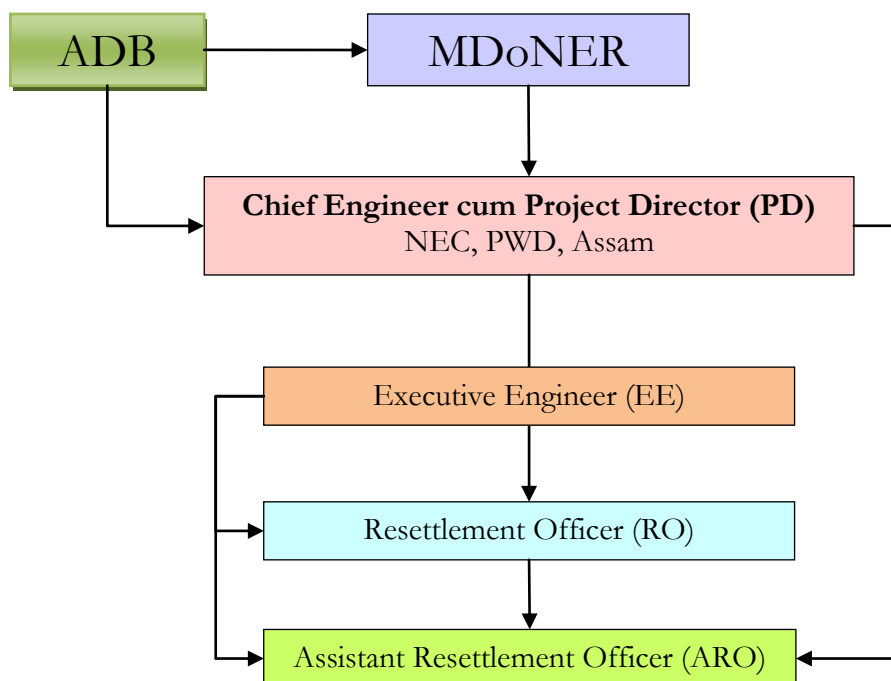 ADB
MDoNER
Chief Engineer cum Project Director (PD)
NEC, PWD, Assam
Executive Engineer (EE)
Resettlement Officer (RO)
Assistant Resettlement Officer (ARO)